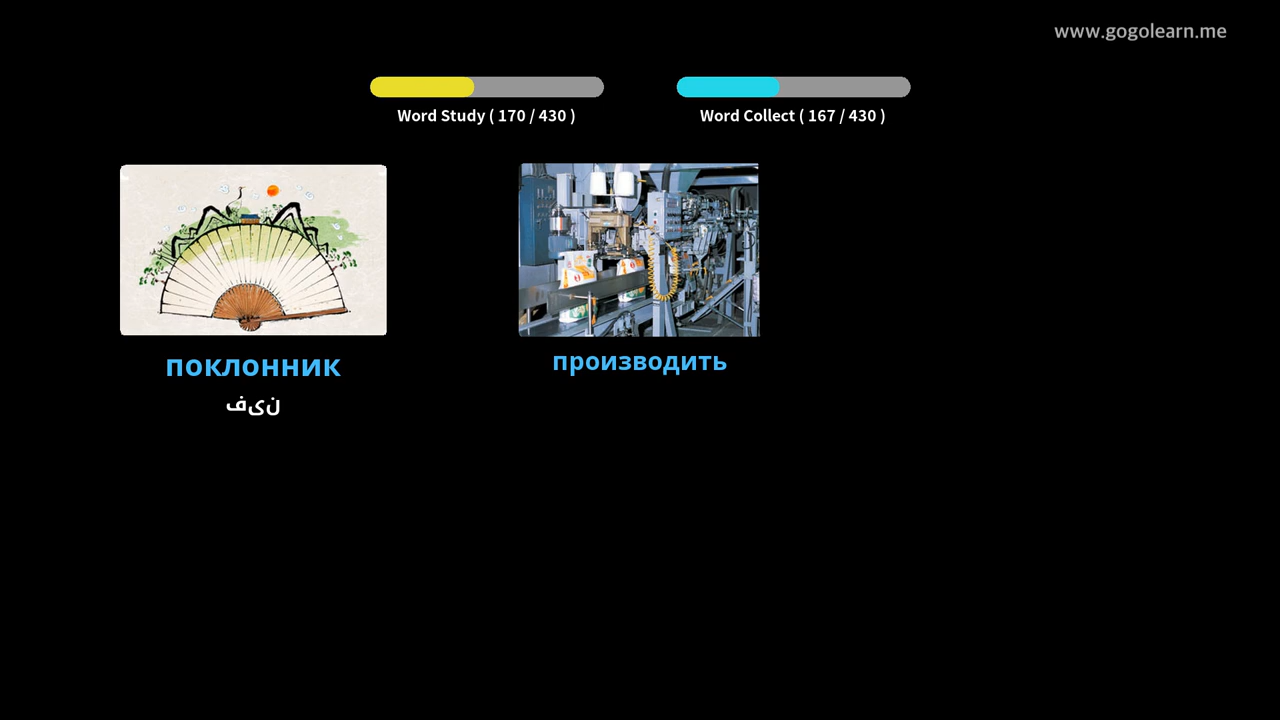 www.gogolearn.me
Word Study ( 170 / 430 )
Word Collect ( 167 / 430 )
поклонник
производить
فین